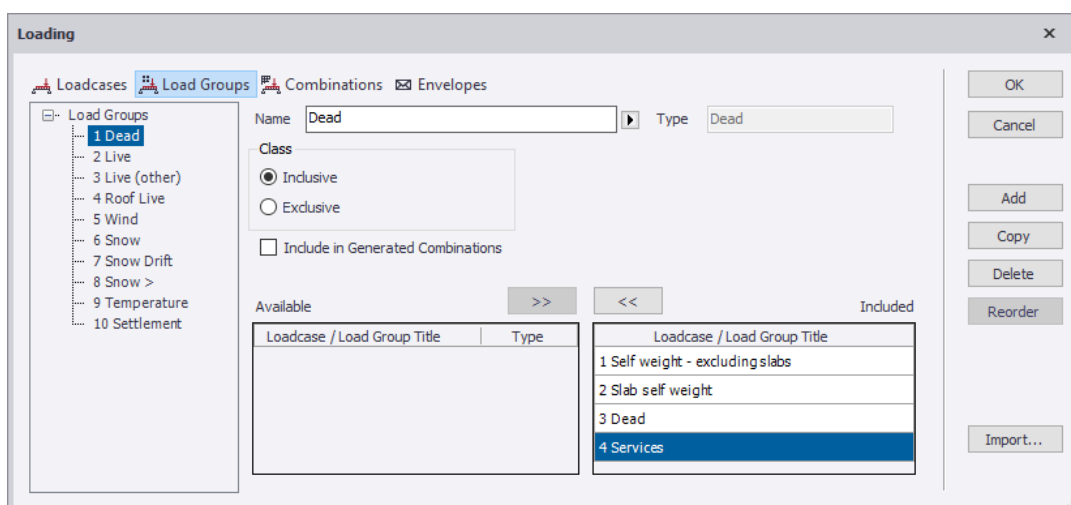 Loading
Loadcases Load Groups Combinations Envelopes
Load Groups
1 Dead
2 Live
3 Live (other)
4 Roof Live
5 Wind
6 Snow
7 Snow Drift
8 Snow >
9 Temperature
10 Settlement
Name Dead Type Dead
Class
Inclusive
Exclusive
Include in Generated Combinations
>> <<
Available Included
Loadcase / Load Group Title Type
Loadcase / Load Group Title
1 Self weight - excluding slabs
2 Slab self weight
3 Dead
4 Services
OK
Cancel
Add
Copy
Delete
Reorder
Import...